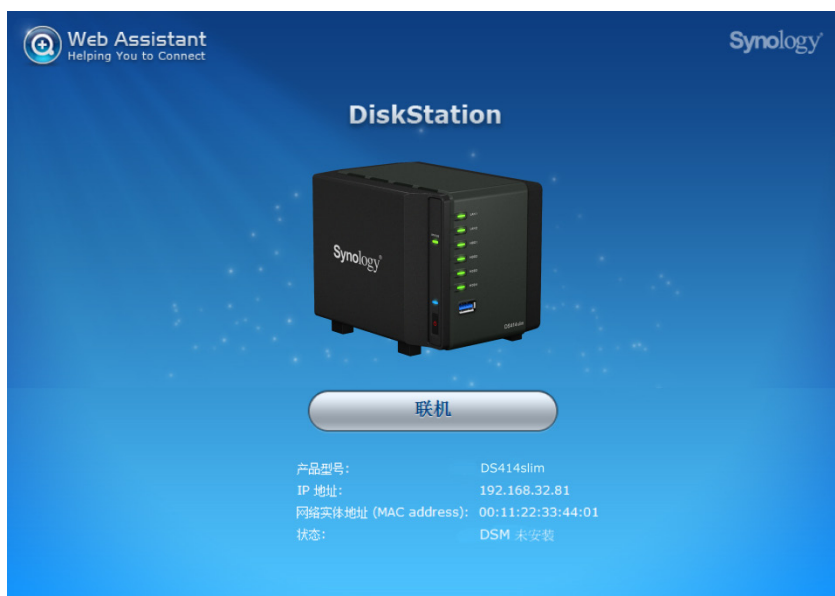 Web Assistant
Helping You to Connect
Synology
DiskStation
Synology
DS414slim
联机
产品型号: DS414slim
IP 地址: 192.168.32.81
网络实体地址 (MAC address): 00:11:22:33:44:01
状态: DSM 未安装